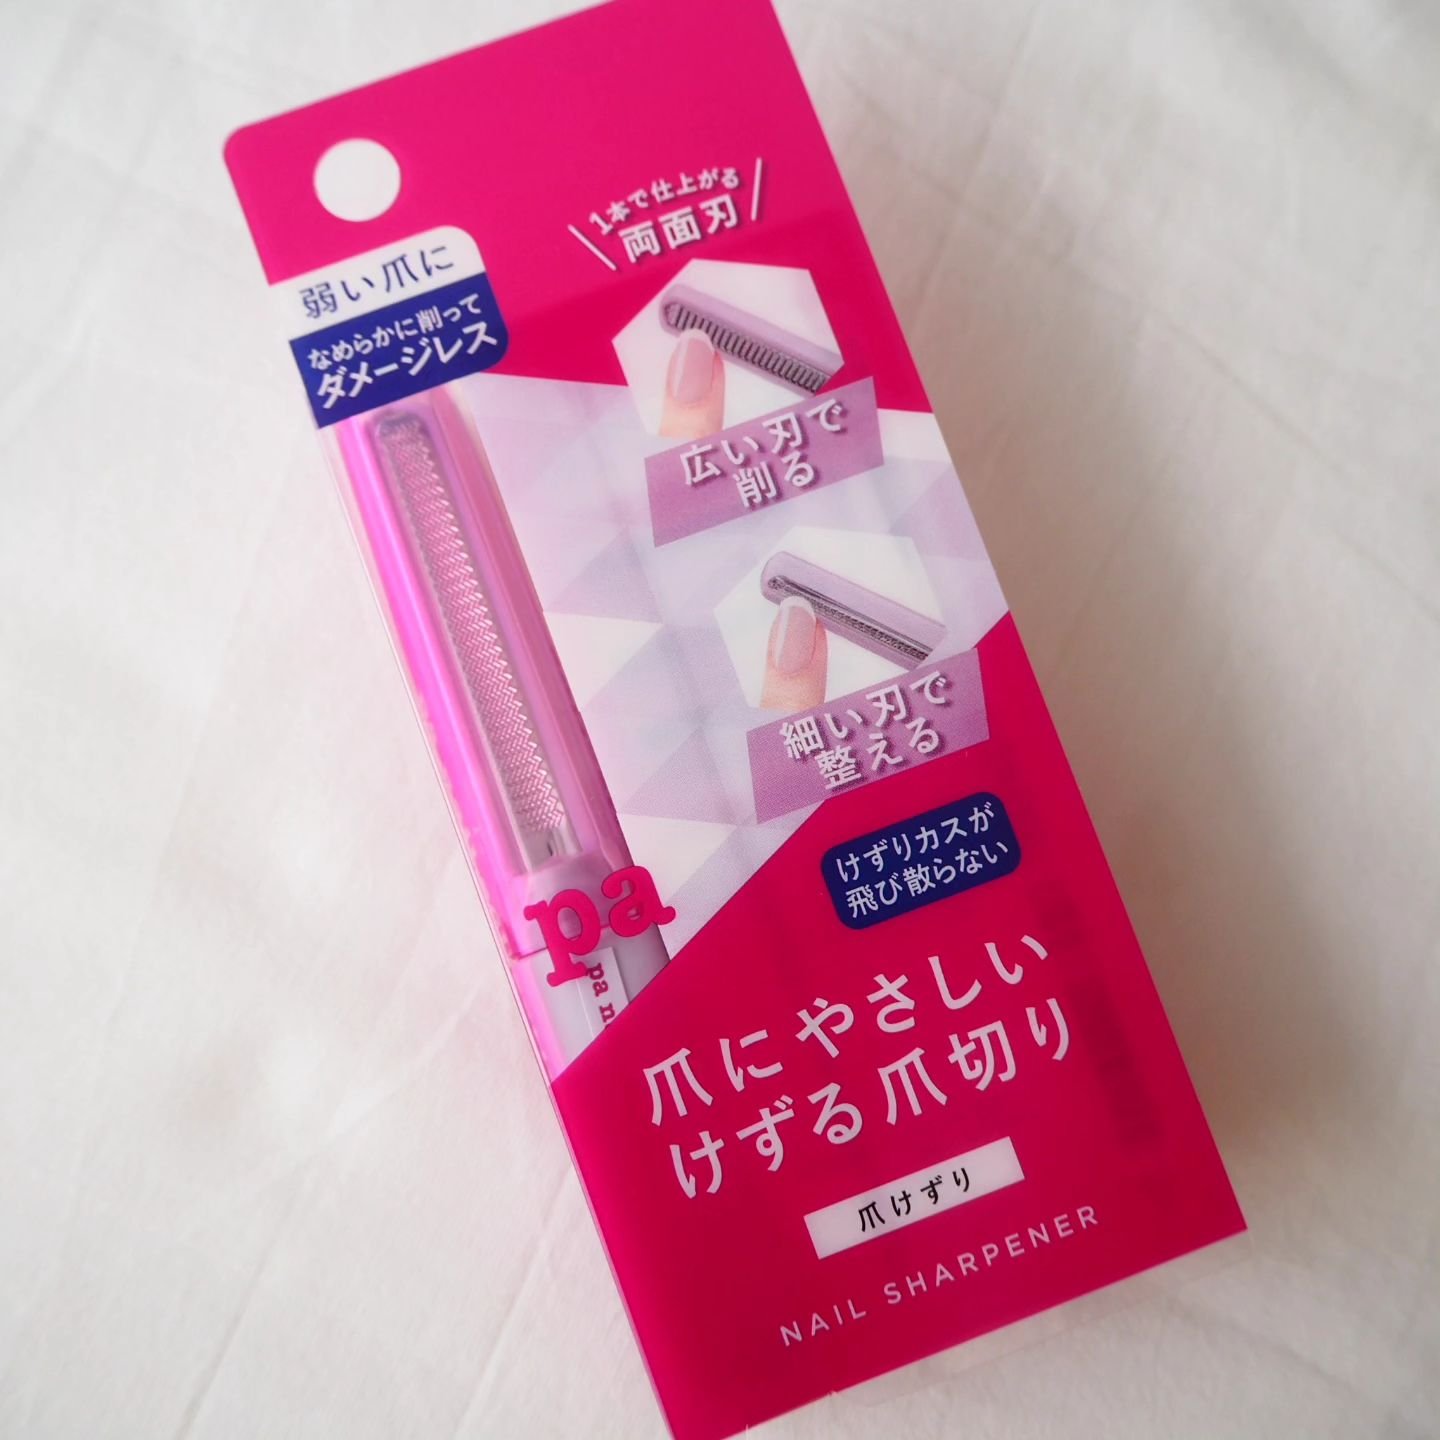 1本で仕上がる
両面刃
弱い爪に
なめらかに削って
ダメージレス
広い刃で
削る
細い刃で
整える
けずりカスが
飛び散らない
pa
pa
爪にやさしい
けずる爪切り
爪けずり
NAIL SHARPENER